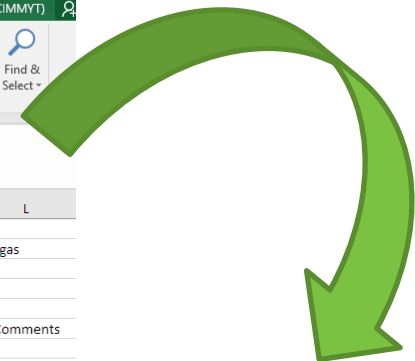 CIMMYT)
Find &
Select
L
gas
Comments